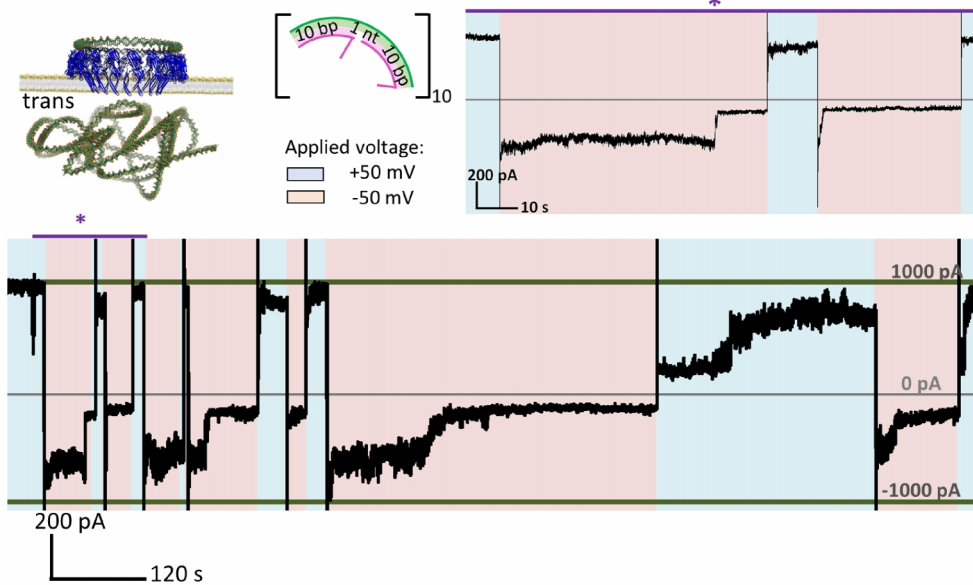 *
10 bp 1 nt 10 bp
10
trans
Applied voltage:
+50 mV
-50 mV
200 pA
10 s
*
1000 pA
0 pA
-1000 pA
200 pA
120 s